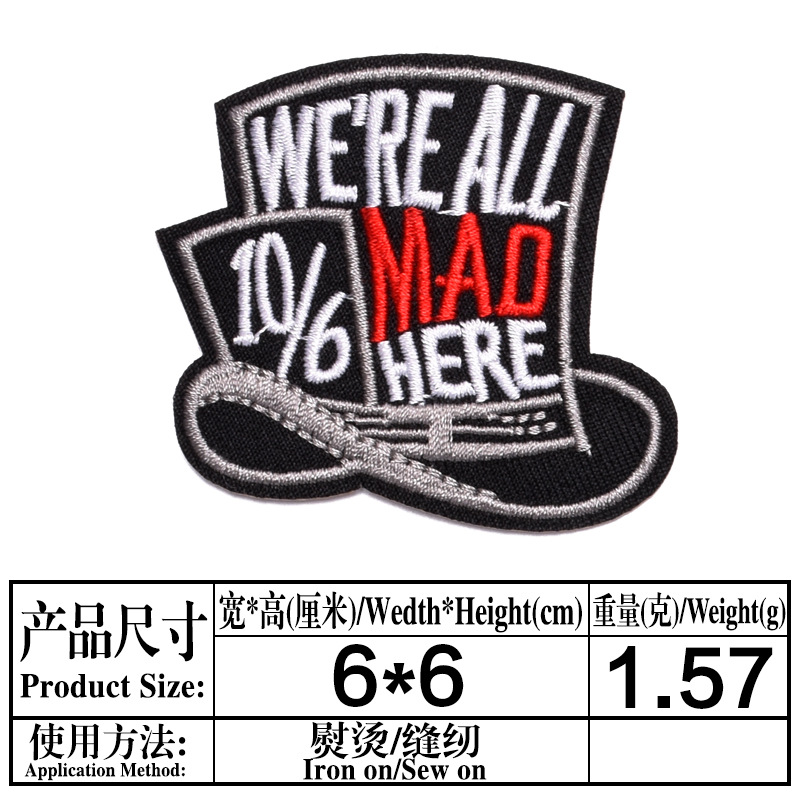 WE'RE ALL
MAD
10/6
HERE
产品尺寸
Product Size:
宽*高(厘米)/Wedth*Height(cm)
重量(克)/Weight(g)
6*6
1.57
使用方法:
Application Method:
熨烫/缝纫
Iron on/Sew on